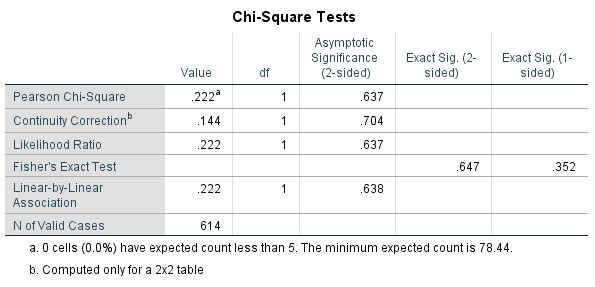 Chi-Square Tests
Value df Asymptotic Significance (2-sided) Exact Sig. (2-sided) Exact Sig. (1-sided)
Pearson Chi-Square .222a 1 .637
Continuity Correctionb .144 1 .704
Likelihood Ratio .222 1 .637
Fisher's Exact Test .647 .352
Linear-by-Linear Association .222 1 .638
N of Valid Cases 614
a. 0 cells (0.0%) have expected count less than 5. The minimum expected count is 78.44.
b. Computed only for a 2x2 table